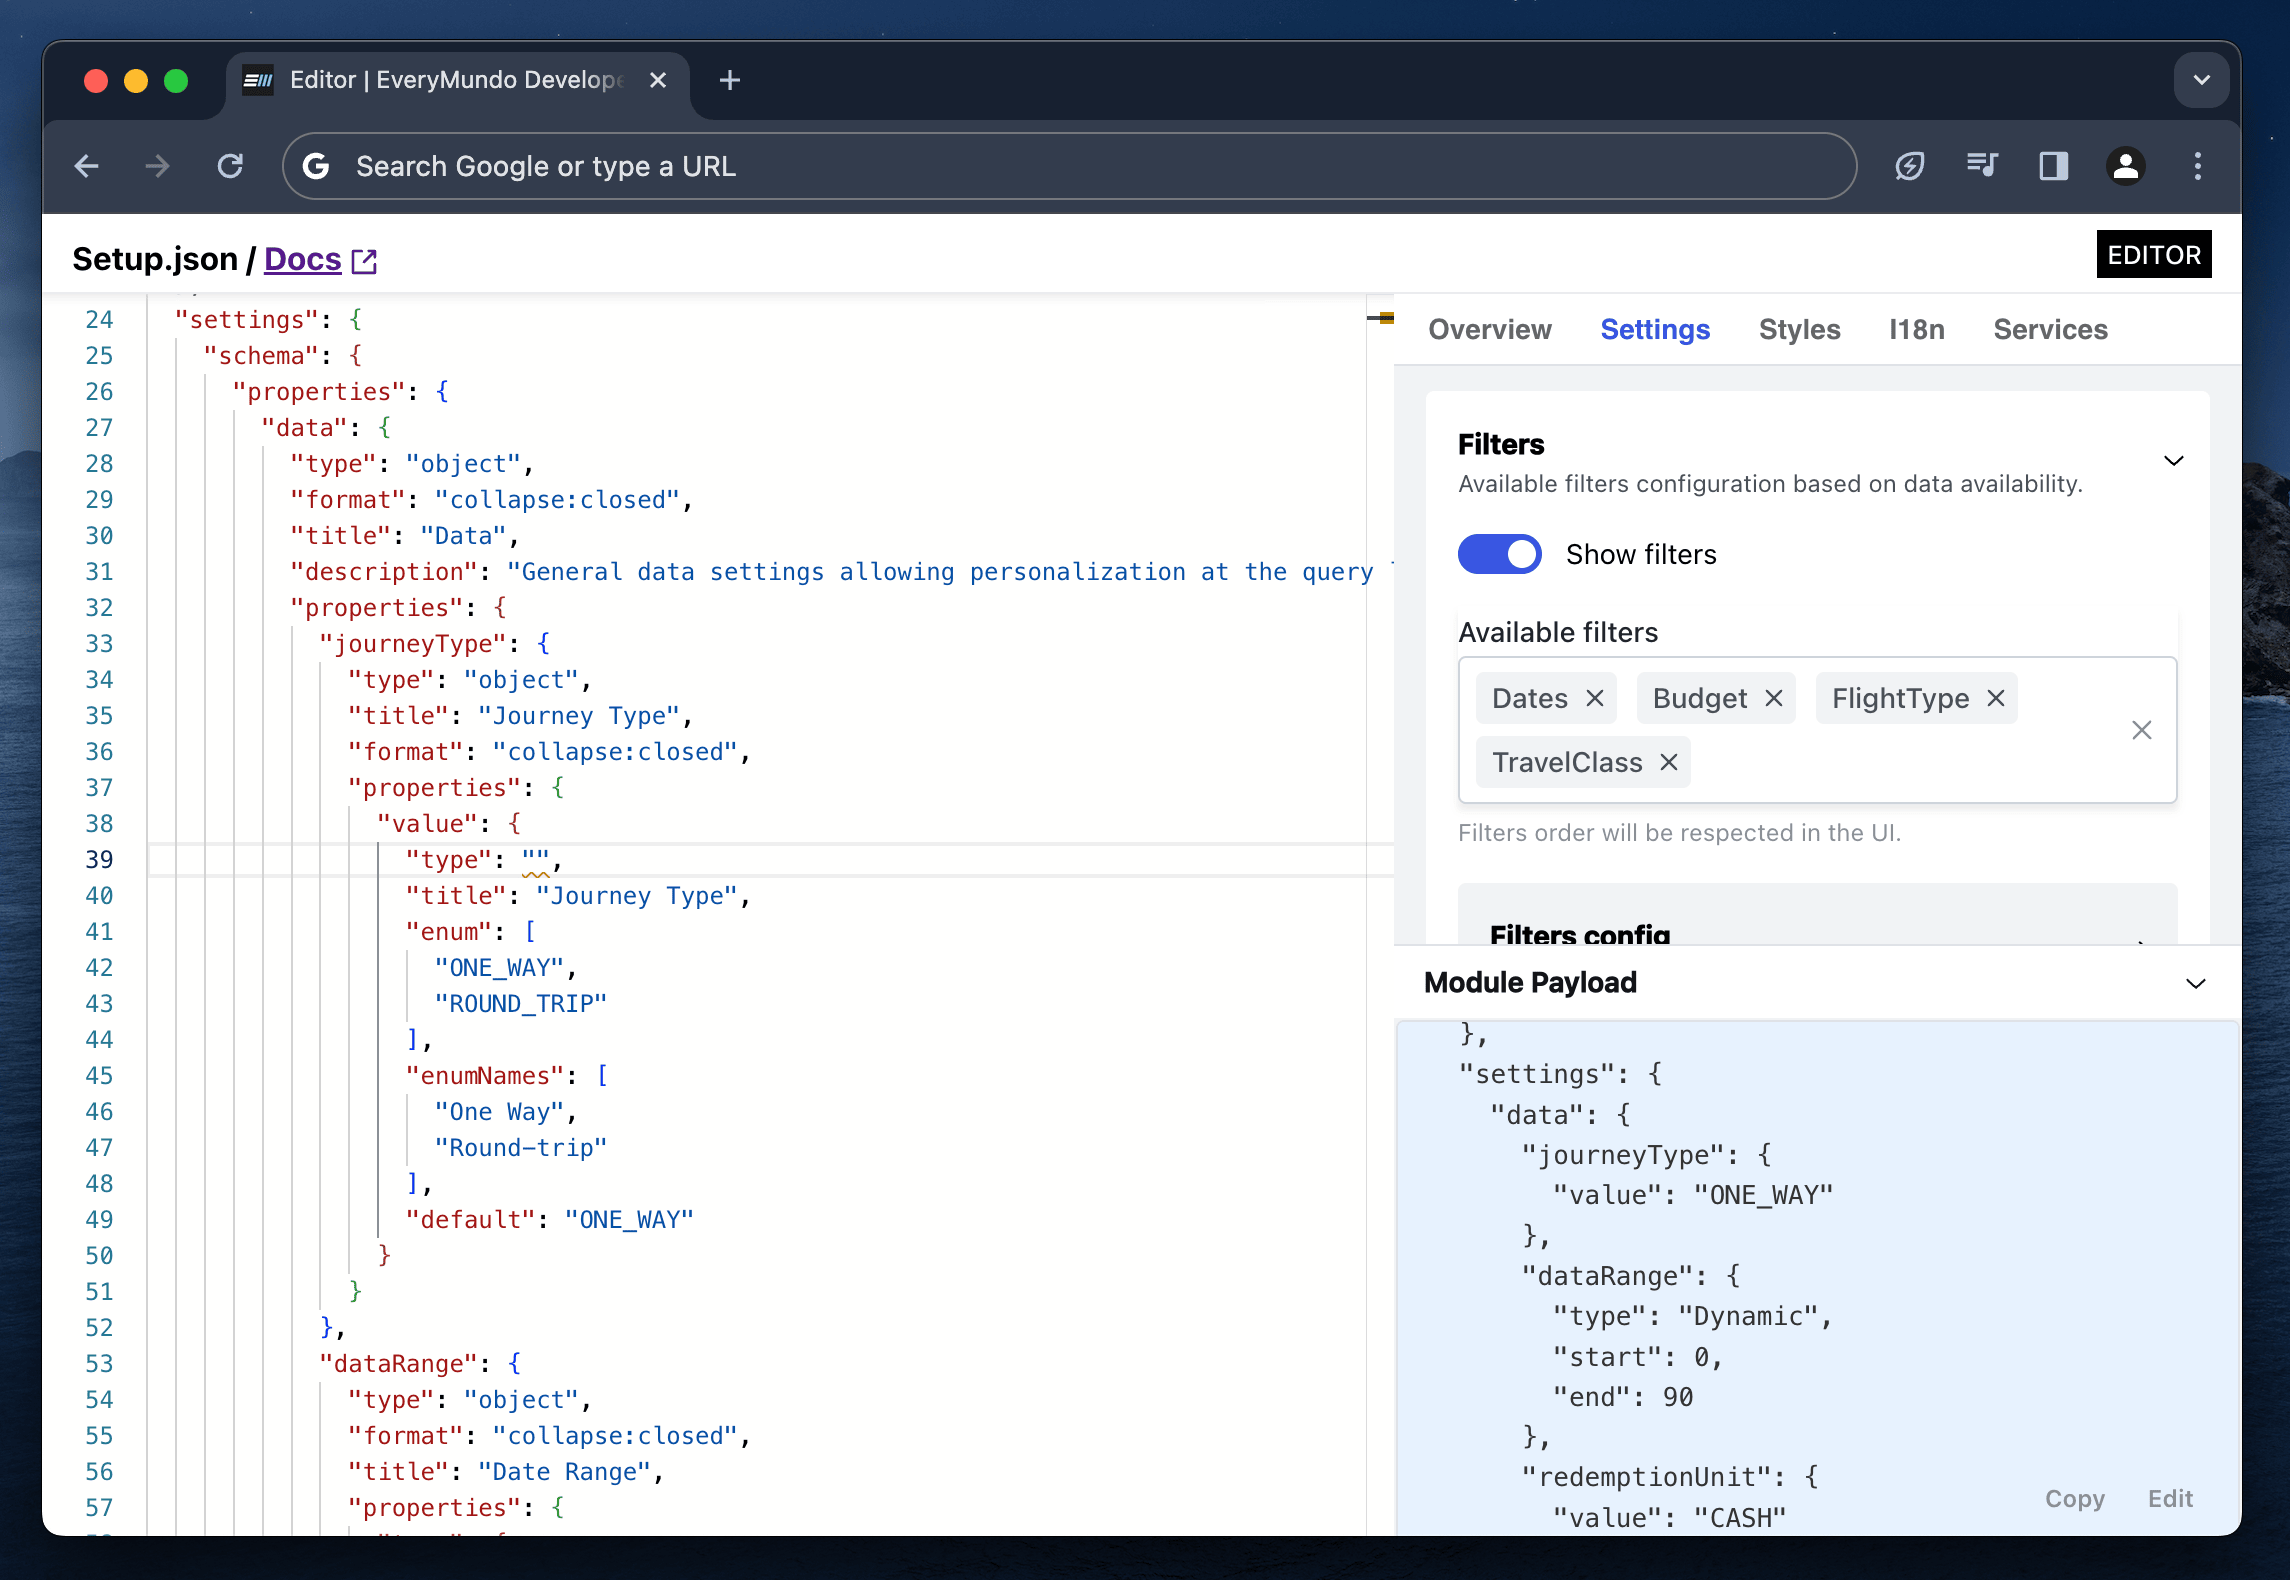 Editor | EveryMundo Develope
Search Google or type a URL
Setup.json / Docs
EDITOR
24 "settings": {
25 "schema": {
26 "properties": {
27 "data": {
28 "type": "object",
29 "format": "collapse:closed",
30 "title": "Data",
31 "description": "General data settings allowing personalization at the query
32 "properties": {
33 "journeyType": {
34 "type": "object",
35 "title": "Journey Type",
36 "format": "collapse:closed",
37 "properties": {
38 "value": {
39 "type": "",
40 "title": "Journey Type",
41 "enum": [
42 "ONE_WAY",
43 "ROUND_TRIP"
44 ],
45 "enumNames": [
46 "One Way",
47 "Round-trip"
48 ],
49 "default": "ONE_WAY"
50 }
51 }
52 },
53 "dataRange": {
54 "type": "object",
55 "format": "collapse:closed",
56 "title": "Date Range",
57 "properties": {
Overview Settings Styles I18n Services
Filters
Available filters configuration based on data availability.
Show filters
Available filters
Dates Budget FlightType
TravelClass
Filters order will be respected in the UI.
Filters config
Module Payload
},
"settings": {
"data": {
"journeyType": {
"value": "ONE_WAY"
},
"dataRange": {
"type": "Dynamic",
"start": 0,
"end": 90
},
"redemptionUnit": {
"value": "CASH"
Copy Edit